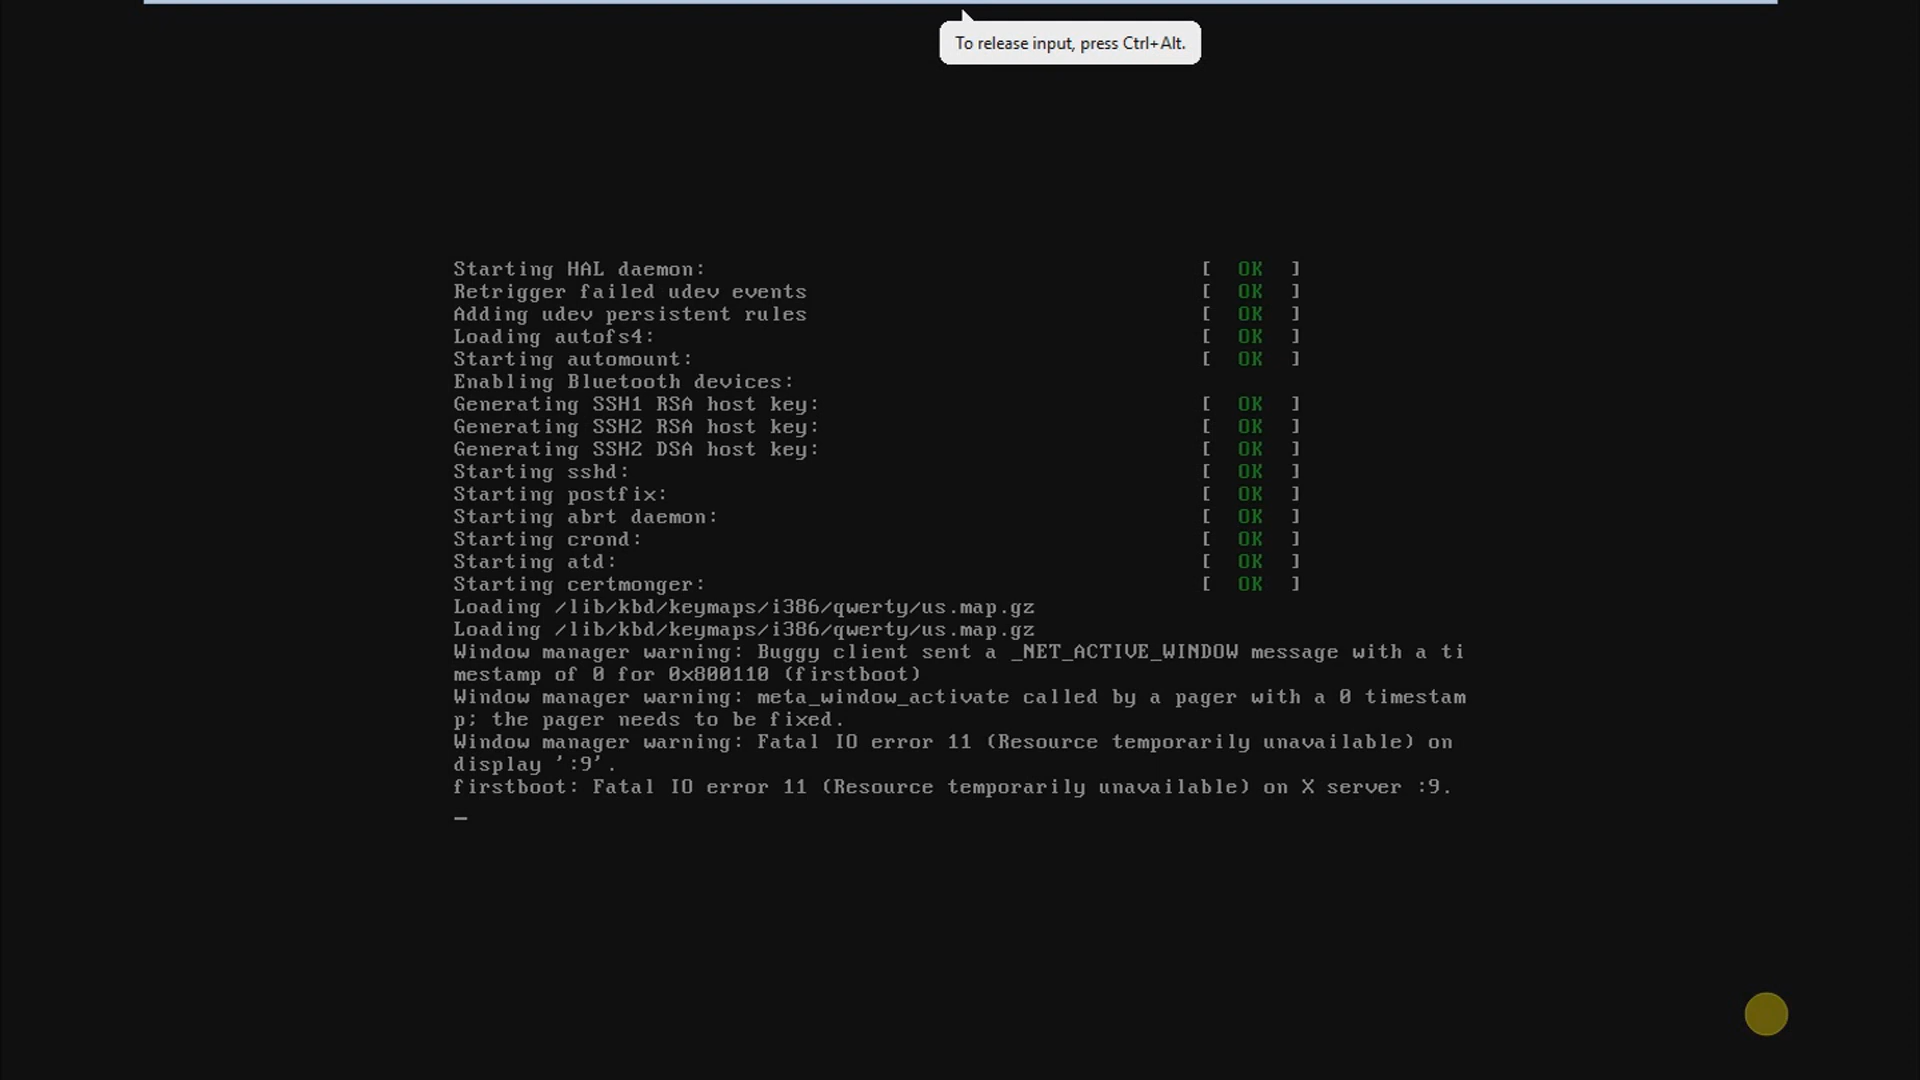 To release input, press Ctrl+Alt.
Starting HAL daemon: [ OK ]
Retrigger failed udev events [ OK ]
Adding udev persistent rules [ OK ]
Loading autofs4: [ OK ]
Starting automount: [ OK ]
Enabling Bluetooth devices:
Generating SSH1 RSA host key: [ OK ]
Generating SSH2 RSA host key: [ OK ]
Generating SSH2 DSA host key: [ OK ]
Starting sshd: [ OK ]
Starting postfix: [ OK ]
Starting abrt daemon: [ OK ]
Starting crond: [ OK ]
Starting atd: [ OK ]
Starting certmonger: [ OK ]
Loading /lib/kbd/keymaps/i386/qwerty/us.map.gz
Loading /lib/kbd/keymaps/i386/qwerty/us.map.gz
Window manager warning: Buggy client sent a _NET_ACTIVE_WINDOW message with a ti
mestamp of 0 for 0x800110 (firstboot)
Window manager warning: meta_window_activate called by a pager with a 0 timestam
p; the pager needs to be fixed.
Window manager warning: Fatal IO error 11 (Resource temporarily unavailable) on
display ':9'.
firstboot: Fatal IO error 11 (Resource temporarily unavailable) on X server :9.
_